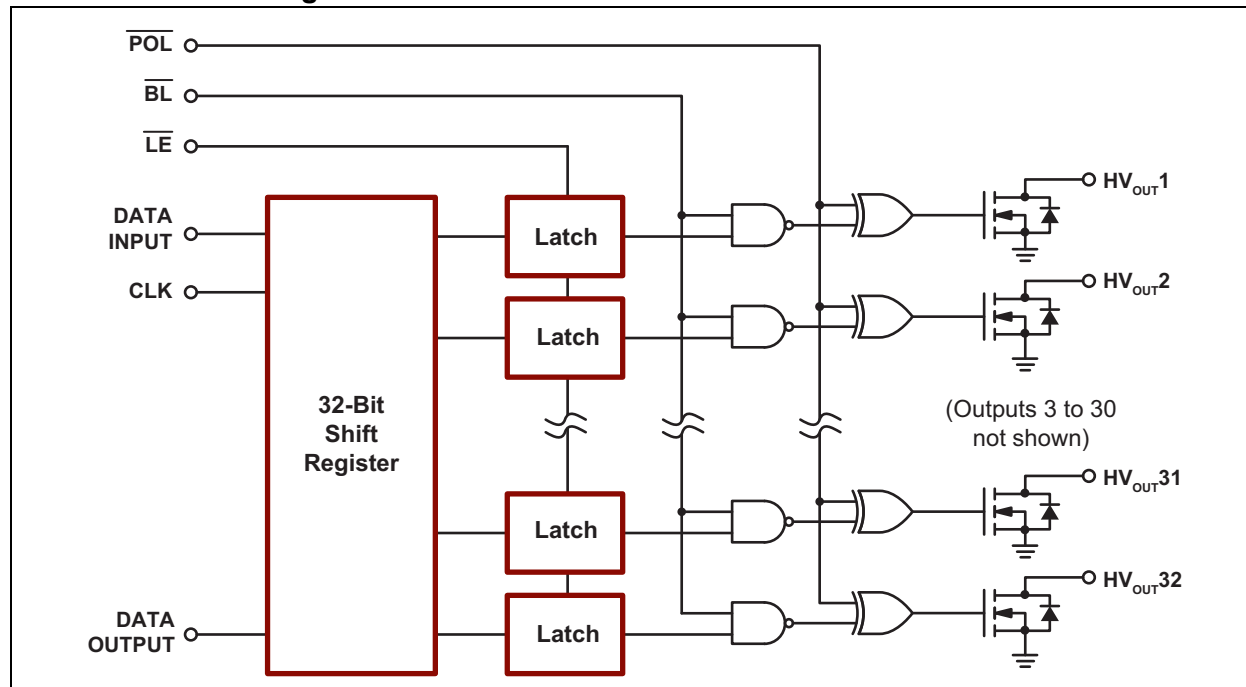 POL
BL
LE
DATA
INPUT
CLK
32-Bit
Shift
Register
DATA
OUTPUT
Latch
Latch
Latch
Latch
HVOUT1
HVOUT2
(Outputs 3 to 30
not shown)
HVOUT31
HVOUT32